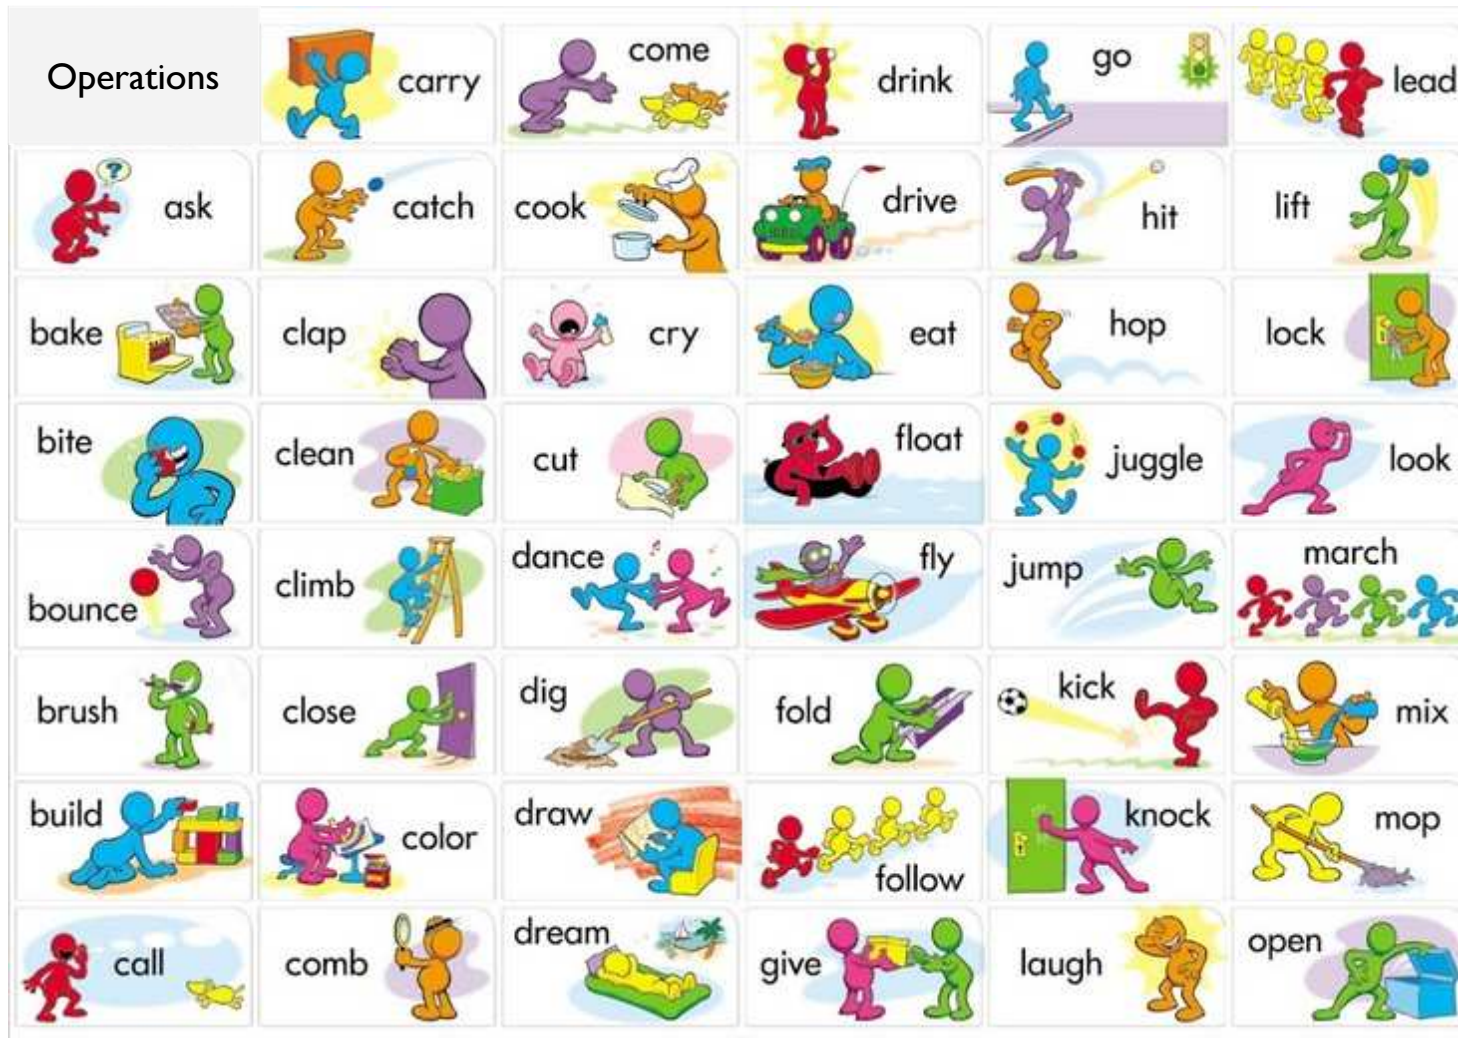 Operations
carry
come
drink
go
lead
ask
?
catch
cook
drive
hit
lift
bake
clap
cry
eat
hop
lock
bite
clean
cut
float
juggle
look
bounce
climb
dance
fly
jump
march
brush
close
dig
fold
kick
mix
build
color
draw
follow
knock
mop
call
comb
dream
give
laugh
open